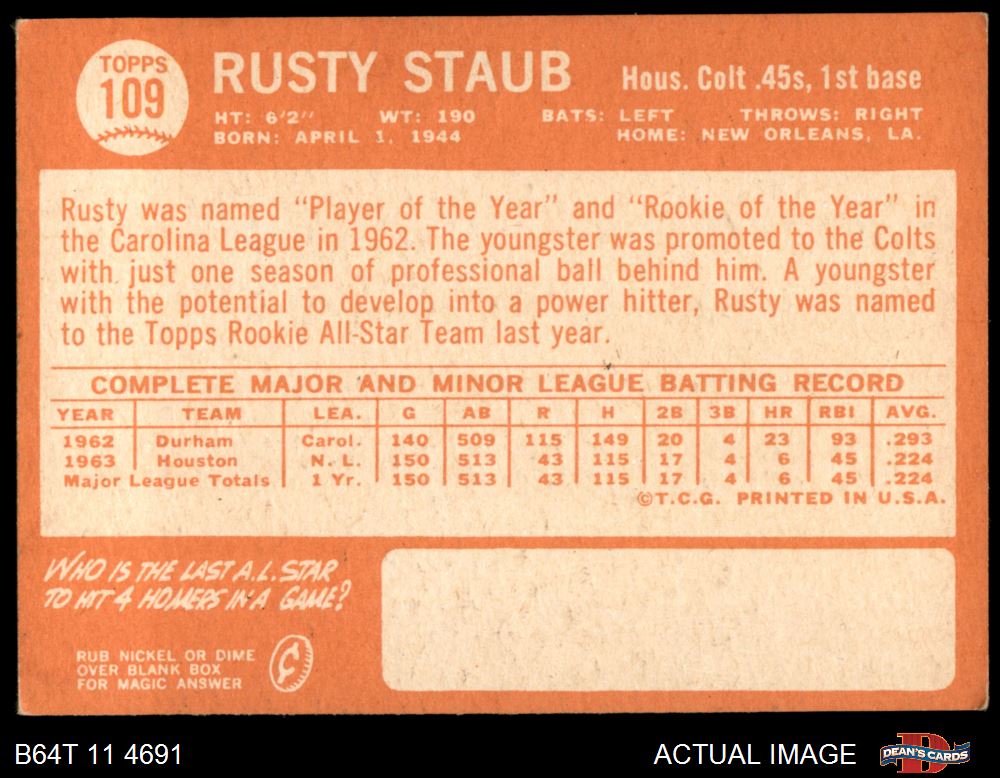 TOPPS
109
RUSTY STAUB
Hous. Colt .45s, 1st base
HT: 6'2" WT: 190 BATS: LEFT THROWS: RIGHT
BORN: APRIL 1, 1944 HOME: NEW ORLEANS, LA.
Rusty was named "Player of the Year" and "Rookie of the Year" in
the Carolina League in 1962. The youngster was promoted to the Colts
with just one season of professional ball behind him. A youngster
with the potential to develop into a power hitter, Rusty was named
to the Topps Rookie All-Star Team last year.
COMPLETE MAJOR AND MINOR LEAGUE BATTING RECORD
YEAR TEAM LEA. G AB R H 2B 3B HR RBI AVG.
1962 Durham Carol. 140 509 115 149 20 4 23 93 .293
1963 Houston N. L. 150 513 43 115 17 4 6 45 .224
Major League Totals 1 Yr. 150 513 43 115 17 4 6 45 .224
©T.C.G. PRINTED IN U.S.A.
WHO IS THE LAST A.L. STAR
TO HIT 4 HOMERS IN A GAME?
RUB NICKEL OR DIME
OVER BLANK BOX
FOR MAGIC ANSWER
¢
B64T 11 4691
ACTUAL IMAGE
D
DEAN'S CARDS